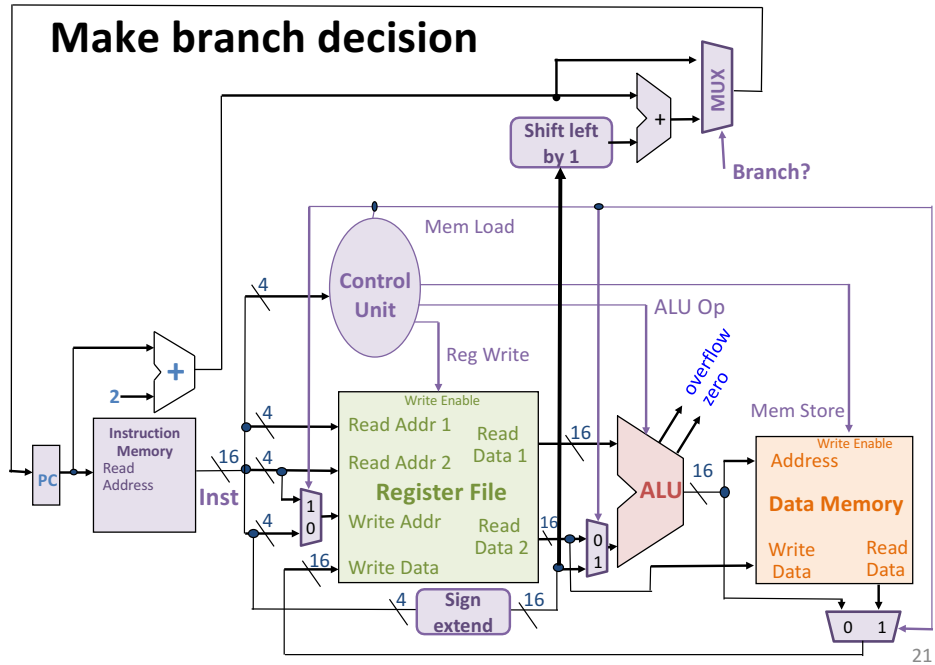 Make branch decision
MUX
+
Shift left
by 1
Branch?
Mem Load
4
Control
Unit
ALU Op
+
Reg Write
overflow
zero
2
Mem Store
Instruction
Memory
Read
Address
PC
16
Inst
4
4
4
16
1
0
Write Enable
Read Addr 1
Read
Data 1
Read Addr 2
Register File
Write Addr
Read
Data 2
Write Data
16
16
0
1
ALU
16
Write Enable
Address
Data Memory
Write
Data
Read
Data
4
Sign
extend
16
0 1
21